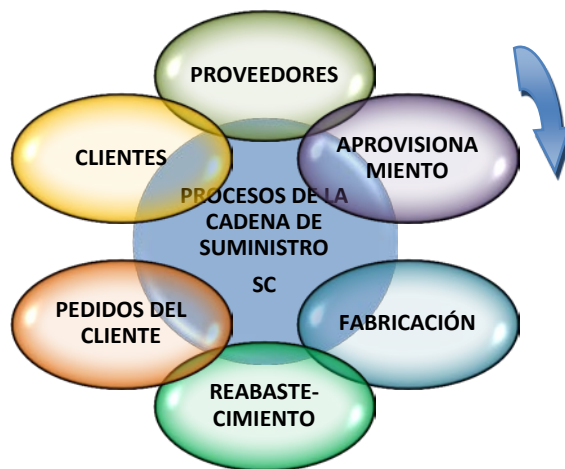 PROVEEDORES
APROVISIONA
MIENTO
FABRICACIÓN
REABASTE-
CIMIENTO
PEDIDOS DEL
CLIENTE
CLIENTES
PROCESOS DE LA
CADENA DE
SUMINISTRO
SC